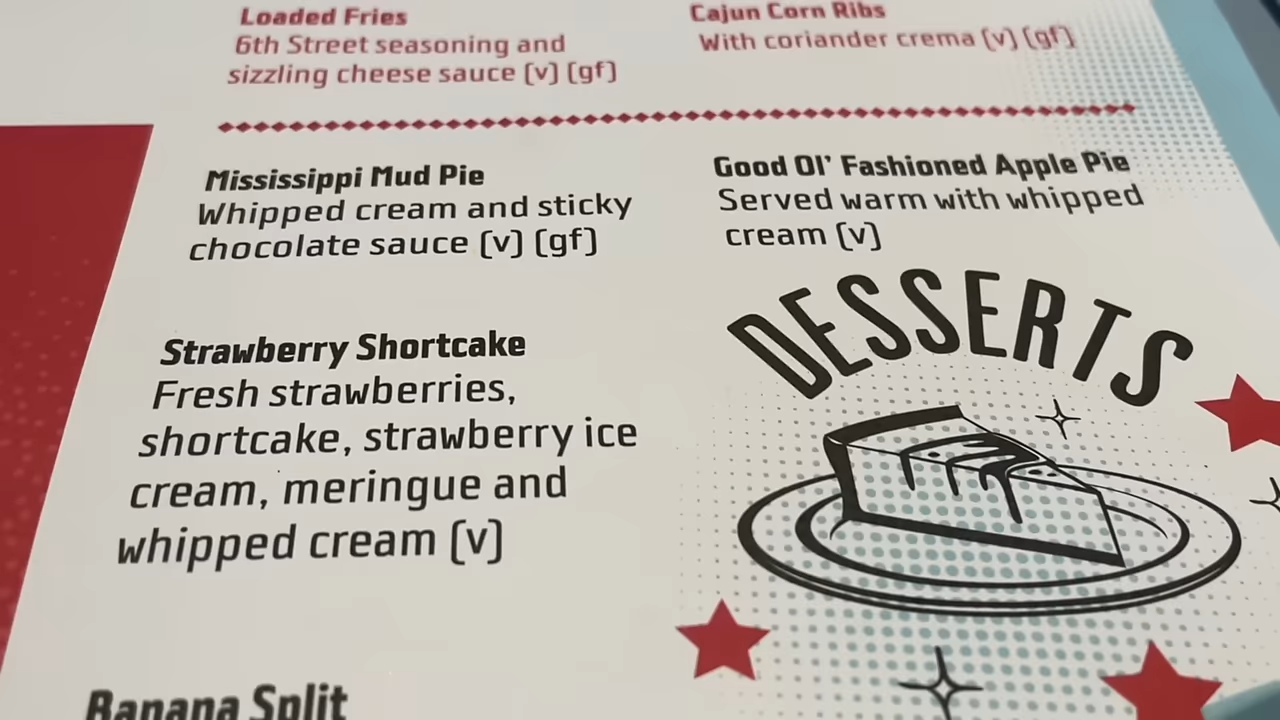 Loaded Fries
6th Street seasoning and
sizzling cheese sauce (v) (gf)
Cajun Corn Ribs
With coriander crema (v) (gf)
Mississippi Mud Pie
Whipped cream and sticky
chocolate sauce (v) (gf)
Good Ol' Fashioned Apple Pie
Served warm with whipped
cream (v)
DESSERTS
Strawberry Shortcake
Fresh strawberries,
shortcake, strawberry ice
cream, meringue and
whipped cream (v)
Banana Split